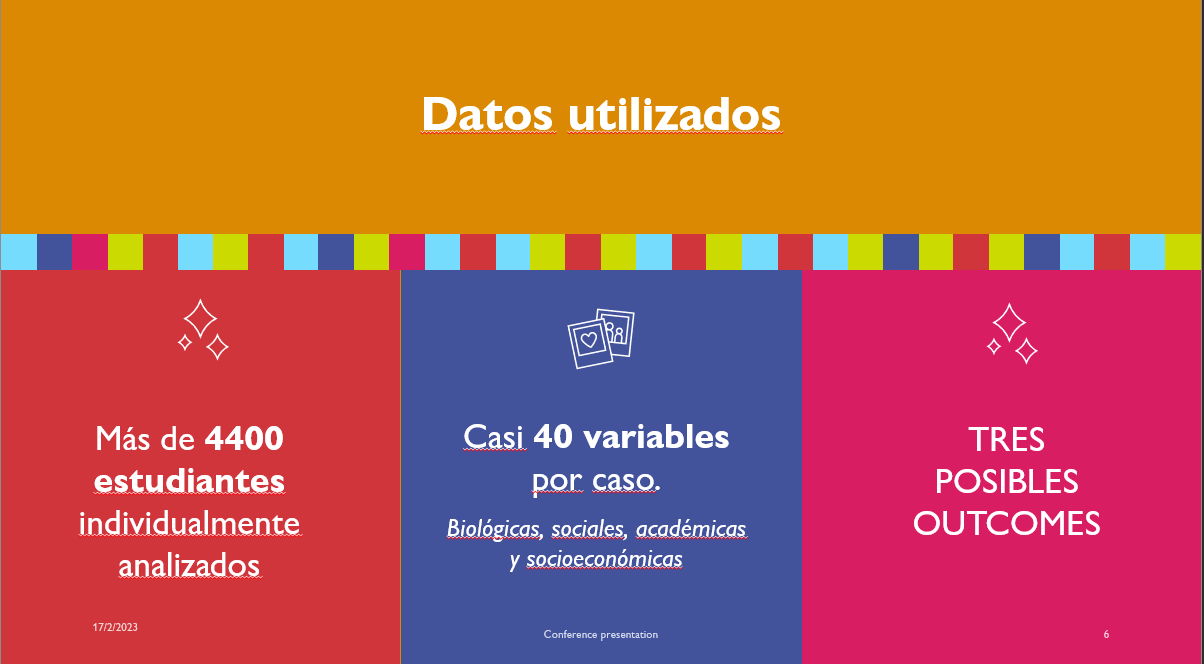 Datos utilizados
Más de 4400
estudiantes
individualmente
analizados
Casi 40 variables
por caso.
Biológicas, sociales, académicas
y socioeconómicas
TRES
POSIBLES
OUTCOMES
17/2/2023
Conference presentation
6